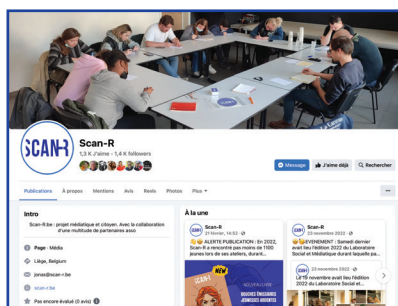 SCAN-R
Scan-R
1,3 K J'aime · 1,4 K followers
Message
J'aime déjà
Rechercher
Publications
À propos
Mentions
Avis
Reels
Photos
Plus
Intro
Scan-R.be : projet médiatique et citoyen. Avec la collaboration
d'une multitude de partenaires asso
Page · Média
Liège, Belgium
jonas@scan-r.be
scan-r.be
Pas encore évalué (0 avis)
À la une
Scan-R
21 février, 14:52
ALERTE PUBLICATION : En 2022,
Scan-R a rencontré pas moins de 1100
jeunes lors de ses ateliers, durant...
NEW
SCAN-R
DOUCHES ÉMOTIONS
JEUNESSES ARDENTES
Scan-R
23 novembre 2022
EVENEMENT : Samedi dernier
avait lieu l'édition 2022 du Laboratoire
Social et Médiatique durant laquelle pa...
23 novembre 2022
Le 19 novembre avait lieu l'édition
2022 du Laboratoire Social et...